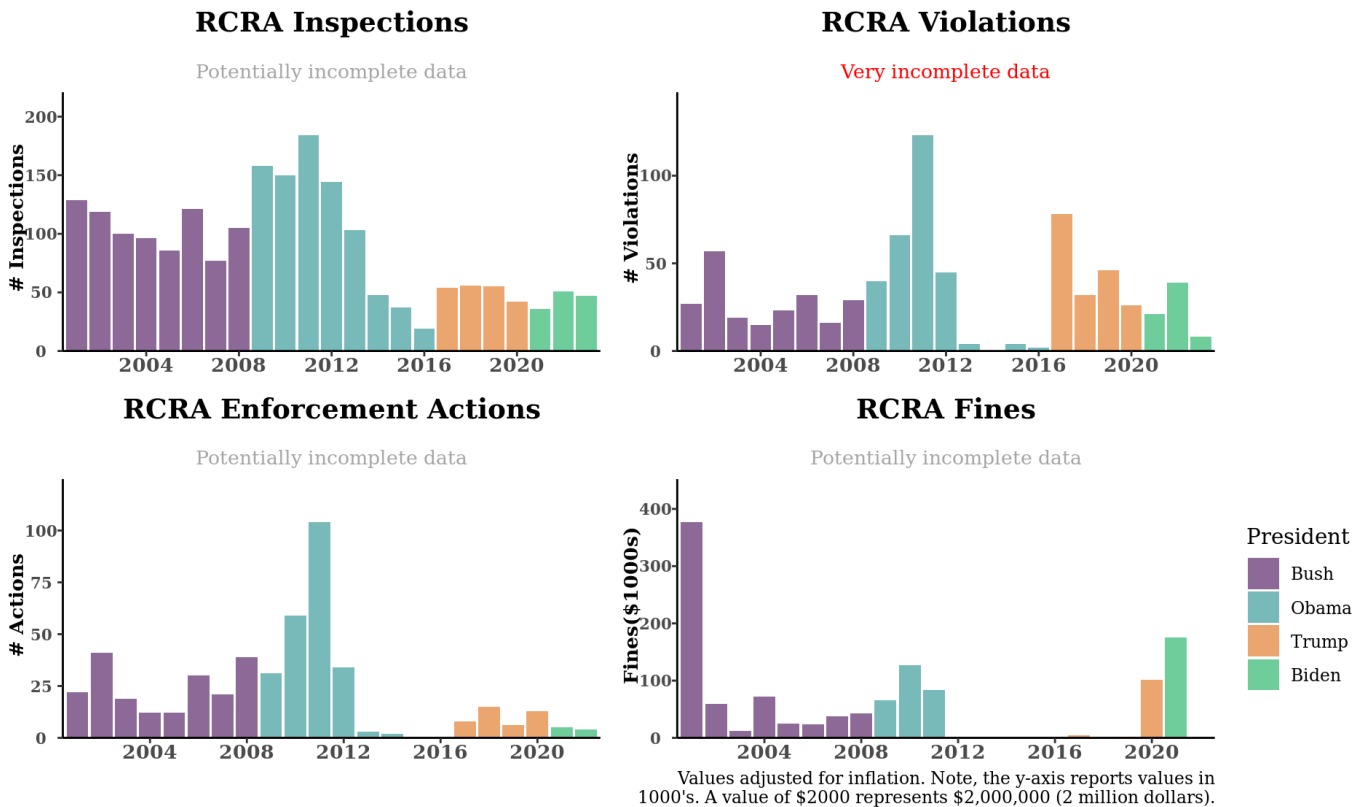 RCRA Inspections
Potentially incomplete data
# Inspections
200
150
100
50
0
2004 2008 2012 2016 2020
RCRA Violations
Very incomplete data
# Violations
100
50
0
2004 2008 2012 2016 2020
RCRA Enforcement Actions
Potentially incomplete data
# Actions
100
75
50
25
0
2004 2008 2012 2016 2020
RCRA Fines
Potentially incomplete data
Fines($1000s)
400
300
200
100
0
2004 2008 2012 2016 2020
President
Bush
Obama
Trump
Biden
Values adjusted for inflation. Note, the y-axis reports values in
1000's. A value of $2000 represents $2,000,000 (2 million dollars).